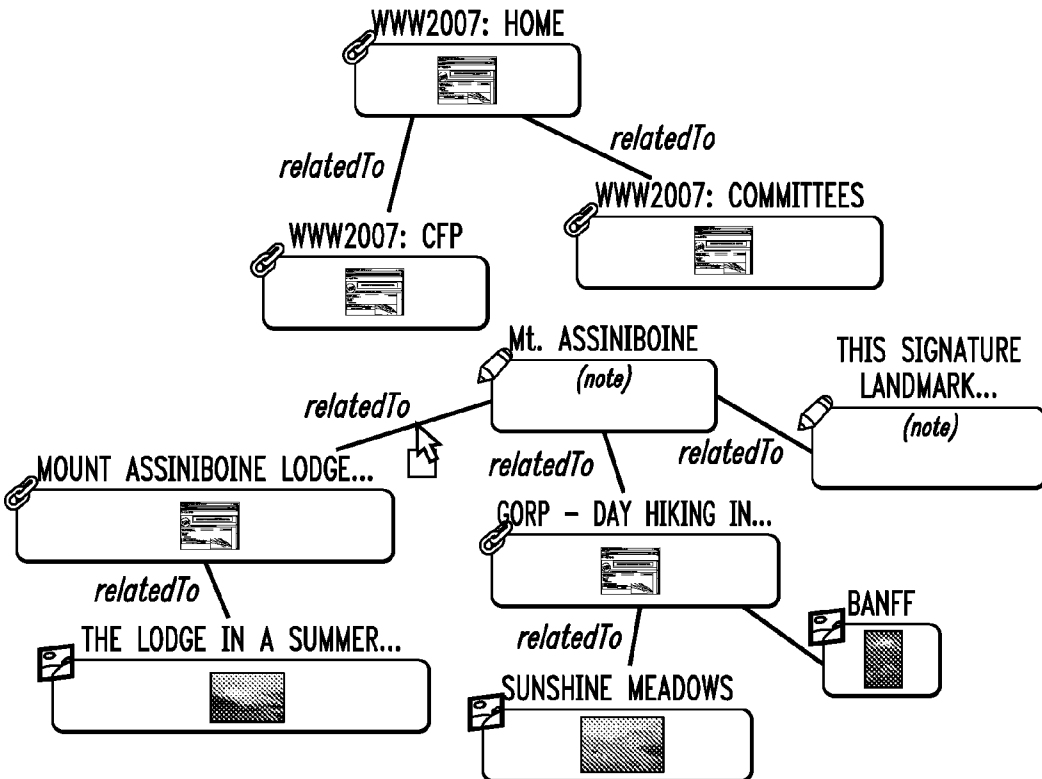 WWW2007: HOME
relatedTo
relatedTo
WWW2007: COMMITTEES
WWW2007: CFP
Mt. ASSINIBOINE
(note)
THIS SIGNATURE
LANDMARK...
(note)
relatedTo
relatedTo
relatedTo
MOUNT ASSINIBOINE LODGE...
GORP - DAY HIKING IN...
relatedTo
BANFF
THE LODGE IN A SUMMER...
relatedTo
SUNSHINE MEADOWS